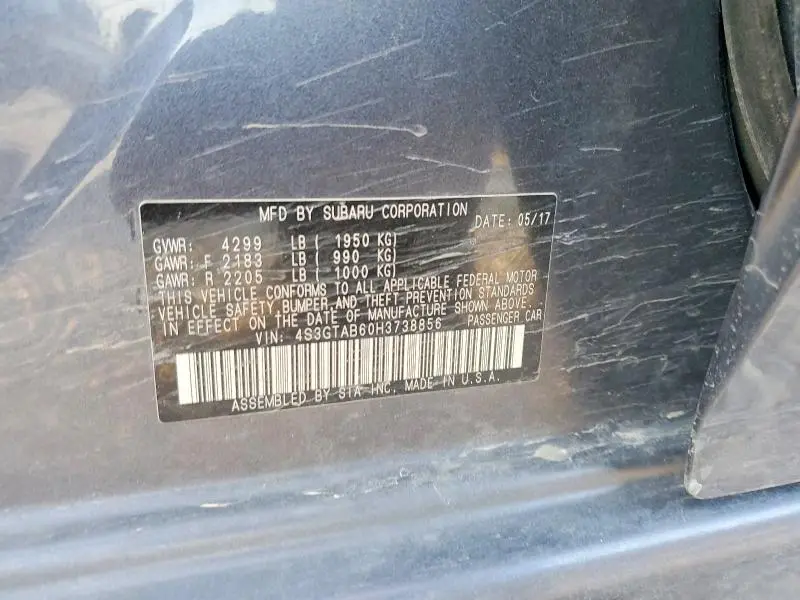 MFD BY SUBARU CORPORATION DATE: 05/17
GVWR: 4299 LB ( 1950 KG)
GAWR: F 2183 LB ( 990 KG)
GAWR: R 2205 LB ( 1000 KG)
THIS VEHICLE CONFORMS TO ALL APPLICABLE FEDERAL MOTOR
VEHICLE SAFETY, BUMPER, AND THEFT PREVENTION STANDARDS
IN EFFECT ON THE DATE OF MANUFACTURE SHOWN ABOVE.
VIN: 4S3GTAB60H3738856 PASSENGER CAR
ASSEMBLED BY SIA INC, MADE IN U.S.A.